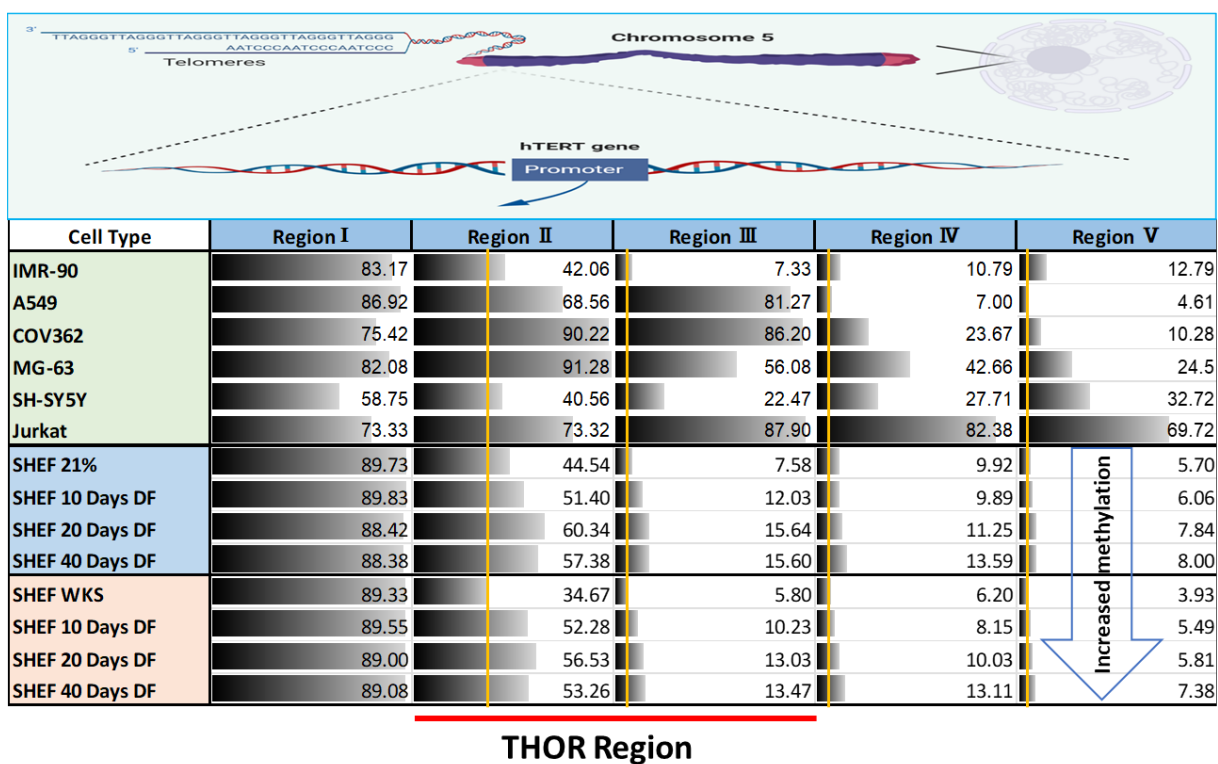 3'
TTAGGGTTAGGGTTAGGGTTAGGGTTAGGGTTAGGG
AATCCCAATCCCAATCCC
5'
Telomeres
Chromosome 5
hTERT gene
Promoter
Cell Type Region Ⅰ Region Ⅱ Region Ⅲ Region Ⅳ Region Ⅴ
IMR-90 83.17 42.06 7.33 10.79 12.79
A549 86.92 68.56 81.27 7.00 4.61
COV362 75.42 90.22 86.20 23.67 10.28
MG-63 82.08 91.28 56.08 42.66 24.5
SH-SY5Y 58.75 40.56 22.47 27.71 32.72
Jurkat 73.33 73.32 87.90 82.38 69.72
SHEF 21% 89.73 44.54 7.58 9.92 5.70
SHEF 10 Days DF 89.83 51.40 12.03 9.89 6.06
SHEF 20 Days DF 88.42 60.34 15.64 11.25 7.84
SHEF 40 Days DF 88.38 57.38 15.60 13.59 8.00
SHEF WKS 89.33 34.67 5.80 6.20 3.93
SHEF 10 Days DF 89.55 52.28 10.23 8.15 5.49
SHEF 20 Days DF 89.00 56.53 13.03 10.03 5.81
SHEF 40 Days DF 89.08 53.26 13.47 13.11 7.38
Increased methylation
THOR Region